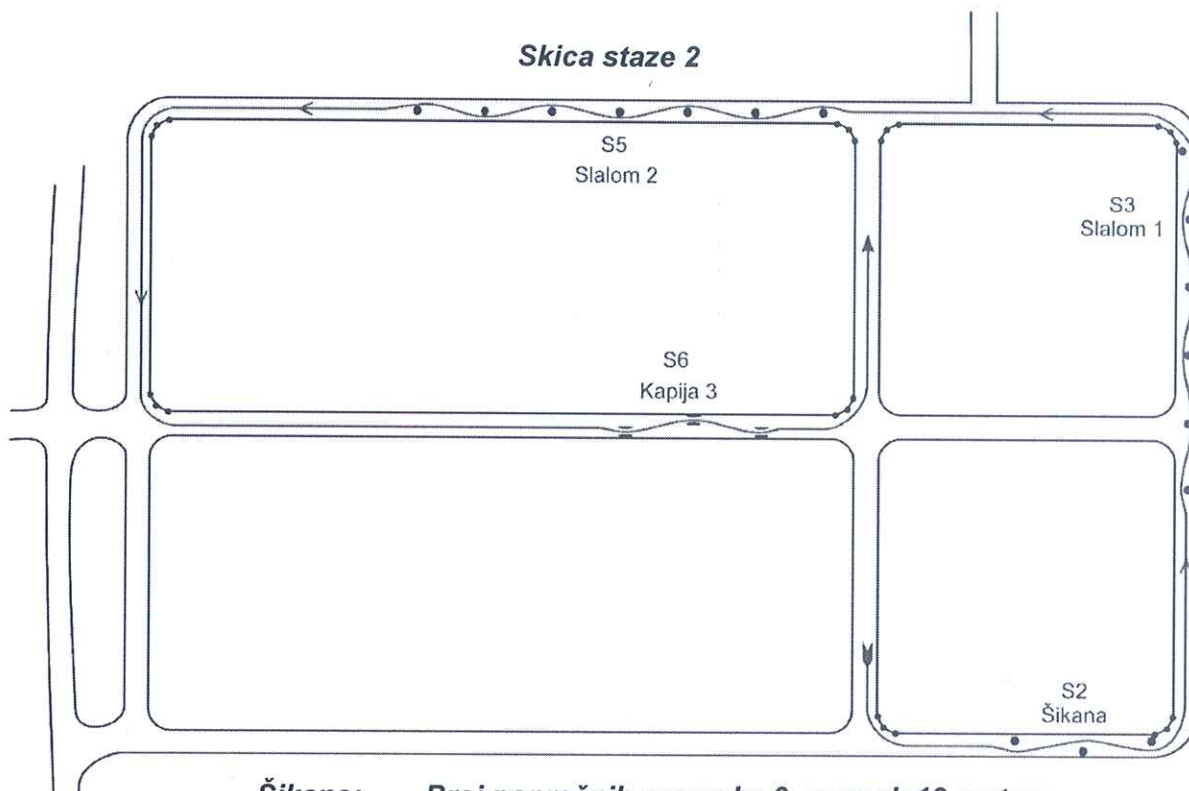 Skica staze 2
S5
Slalom 2
S3
Slalom 1
S6
Kapija 3
S2
Šikana
Šikana: